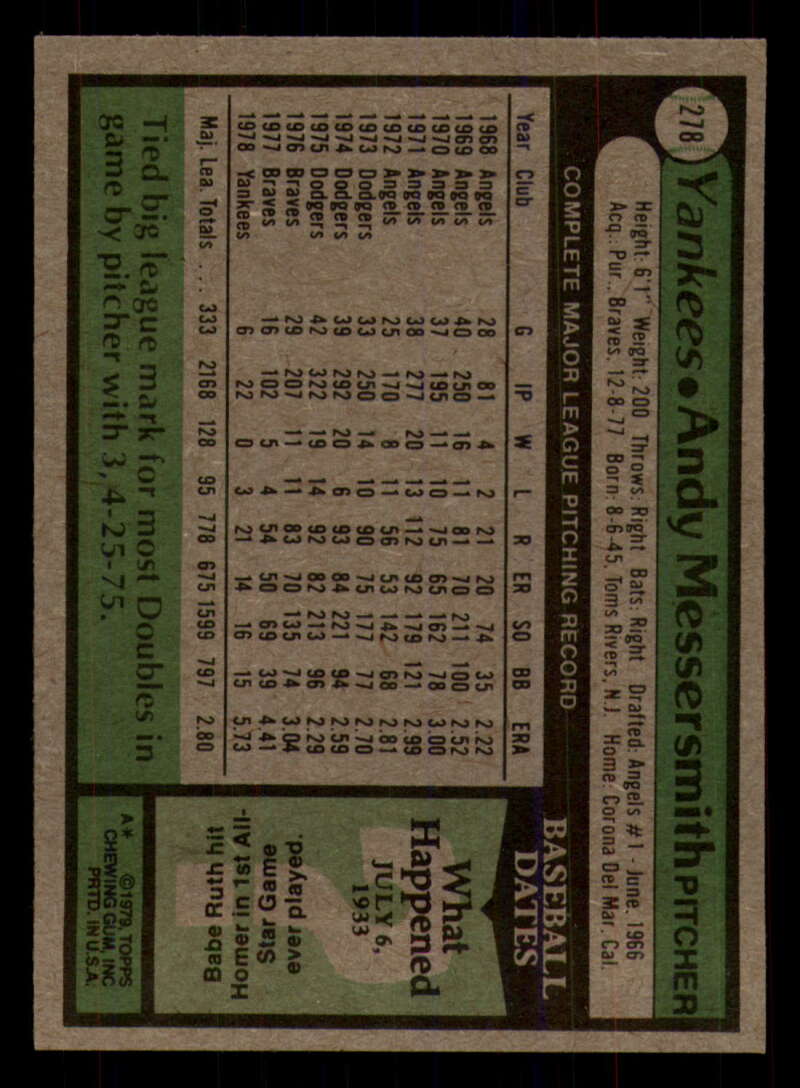 278 Yankees • Andy Messersmith PITCHER
Height: 6'1" Weight: 200 Throws: Right Bats: Right Drafted: Angels #1 - June, 1966
Acq.: Pur., Braves, 12-8-77 Born: 8-6-45, Toms Rivers, N.J. Home: Corona Del Mar, Cal.
COMPLETE MAJOR LEAGUE PITCHING RECORD
Year Club G IP W L R ER SO BB ERA
1968 Angels 28 81 4 2 21 20 74 35 2.22
1969 Angels 40 250 16 11 81 70 211 100 2.52
1970 Angels 37 195 11 10 75 65 162 78 3.00
1971 Angels 38 277 20 13 112 92 179 121 2.99
1972 Angels 25 170 8 11 56 53 142 68 2.81
1973 Dodgers 33 250 14 10 90 75 177 77 2.70
1974 Dodgers 39 292 20 6 93 84 221 94 2.59
1975 Dodgers 42 322 19 14 92 82 213 96 2.29
1976 Braves 29 207 11 11 83 70 135 74 3.04
1977 Braves 16 102 5 4 54 50 69 39 4.41
1978 Yankees 6 22 0 3 21 14 16 15 5.73
Maj. Lea. Totals ... 333 2168 128 95 778 675 1599 797 2.80
Tied big league mark for most Doubles in
game by pitcher with 3, 4-25-75.
BASEBALL
DATES
What
Happened
JULY 6,
1933
Babe Ruth hit
Homer in 1st All-
Star Game
ever played.
A* ©1979, TOPPS
CHEWING GUM, INC.
PRTD. IN U.S.A.